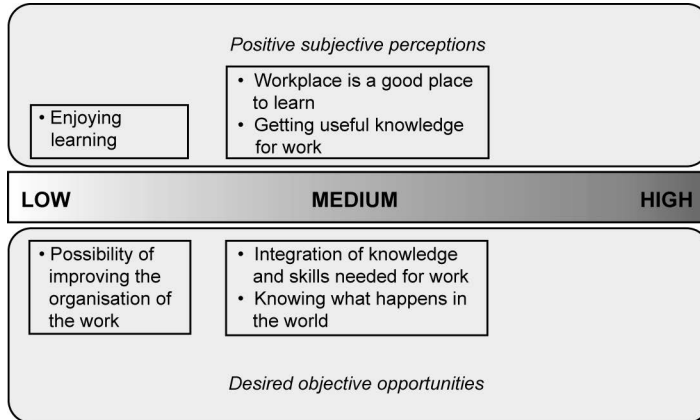 Positive subjective perceptions
• Enjoying
learning
• Workplace is a good place
to learn
• Getting useful knowledge
for work
LOW MEDIUM HIGH
• Possibility of
improving the
organisation of
the work
• Integration of knowledge
and skills needed for work
• Knowing what happens in
the world
Desired objective opportunities